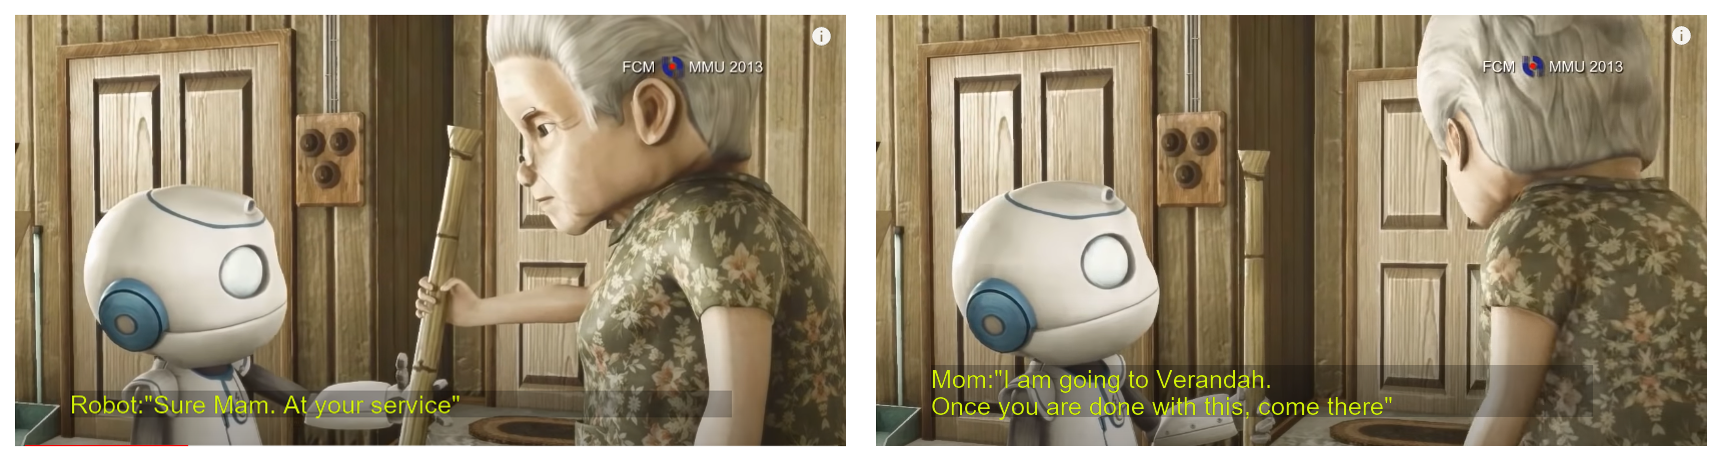 FCM MMU 2013
Robot:"Sure Mam. At your service"
FCM MMU 2013
Mom:"I am going to Verandah.
Once you are done with this, come there"